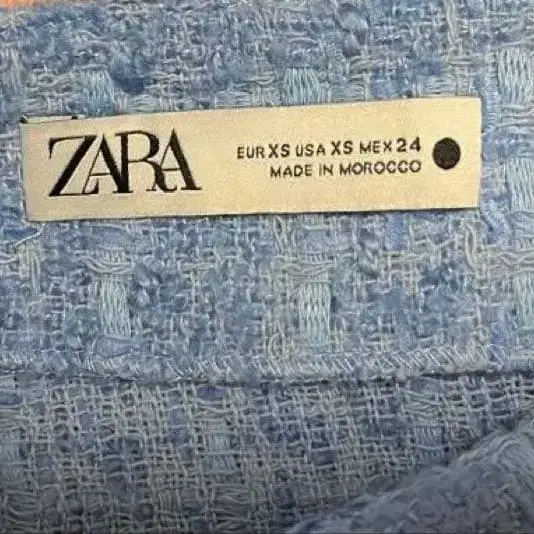 ZARA
EUR XS USA XS MEX 24
MADE IN MOROCCO